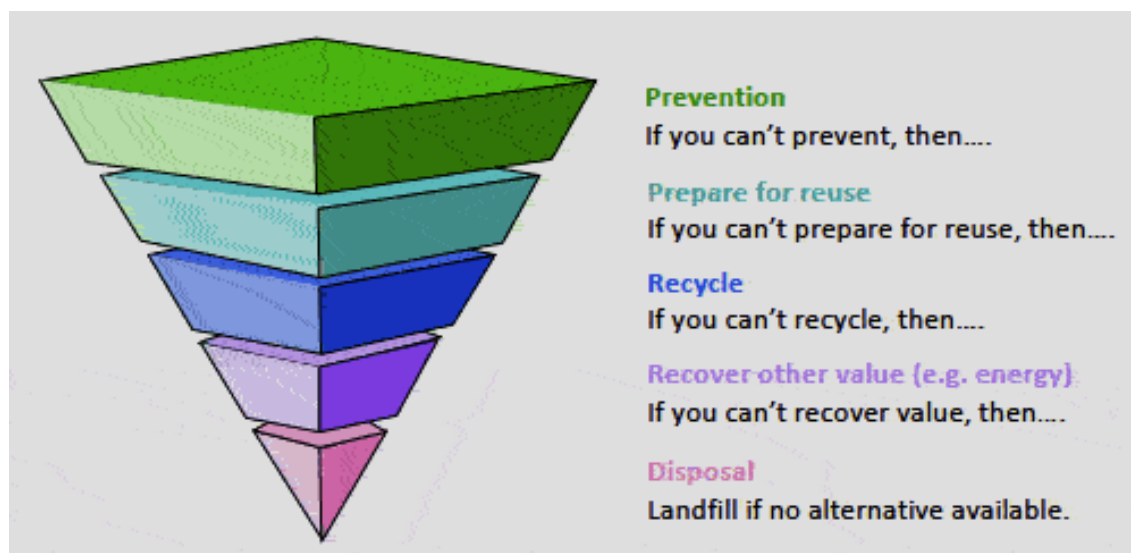 Prevention
If you can’t prevent, then....
Prepare for reuse
If you can’t prepare for reuse, then....
Recycle
If you can’t recycle, then....
Recover other value (e.g. energy)
If you can’t recover value, then....
Disposal
Landfill if no alternative available.